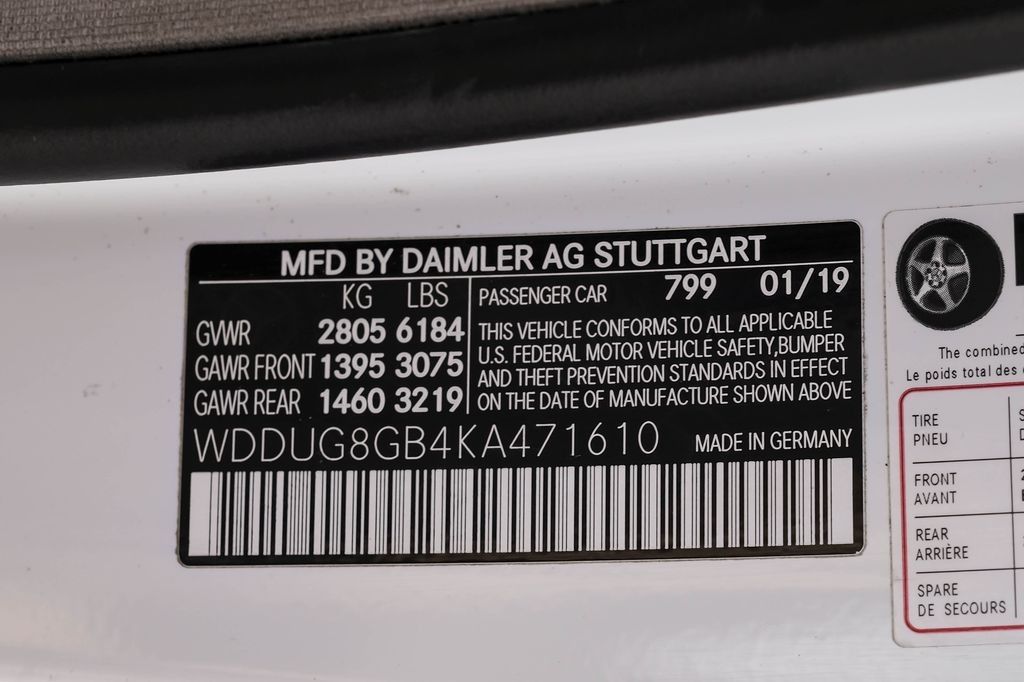 MFD BY DAIMLER AG STUTTGART
KG LBS
GVWR 2805 6184
GAWR FRONT 1395 3075
GAWR REAR 1460 3219
PASSENGER CAR 799 01/19
THIS VEHICLE CONFORMS TO ALL APPLICABLE
U.S. FEDERAL MOTOR VEHICLE SAFETY,BUMPER
AND THEFT PREVENTION STANDARDS IN EFFECT
ON THE DATE OF MANUFACTURE SHOWN ABOVE
WDDUG8GB4KA471610 MADE IN GERMANY
The combined
Le poids total des
TIRE
PNEU
FRONT
AVANT
REAR
ARRIÈRE
SPARE
DE SECOURS